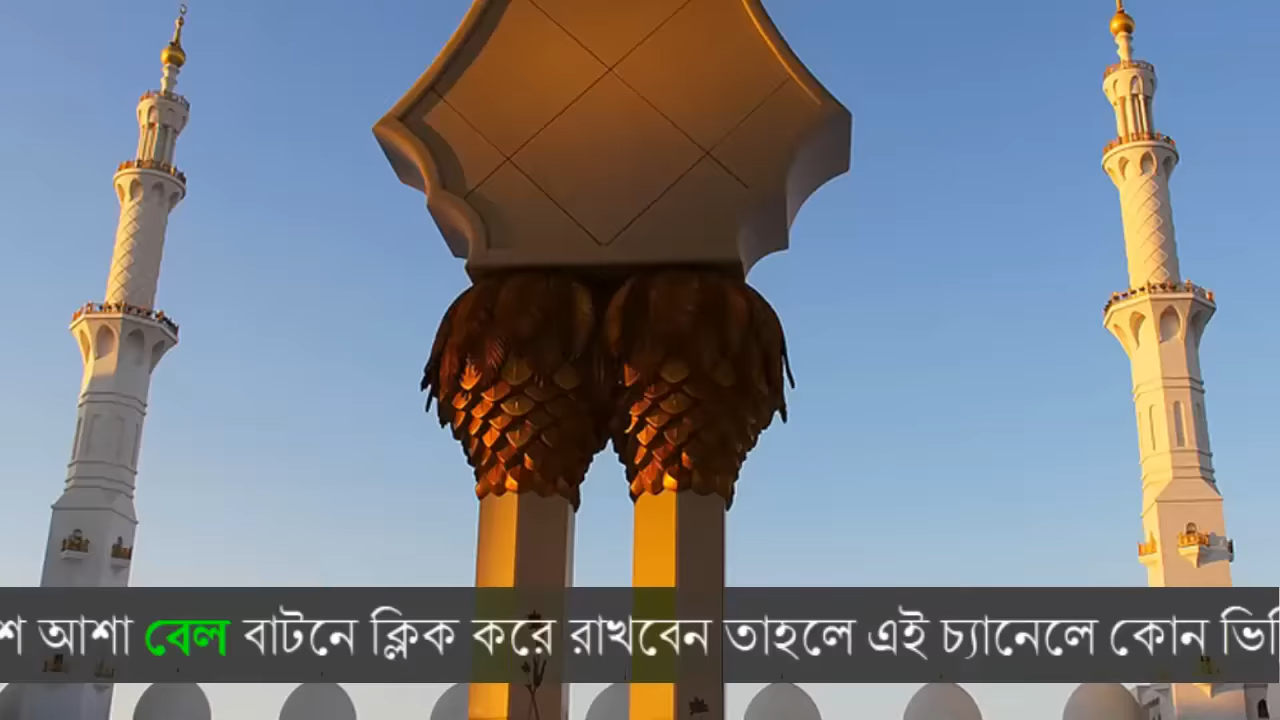 আশা বেল বাটনে ক্লিক করে রাখবেন তাহলে এই চ্যানেলে কোন